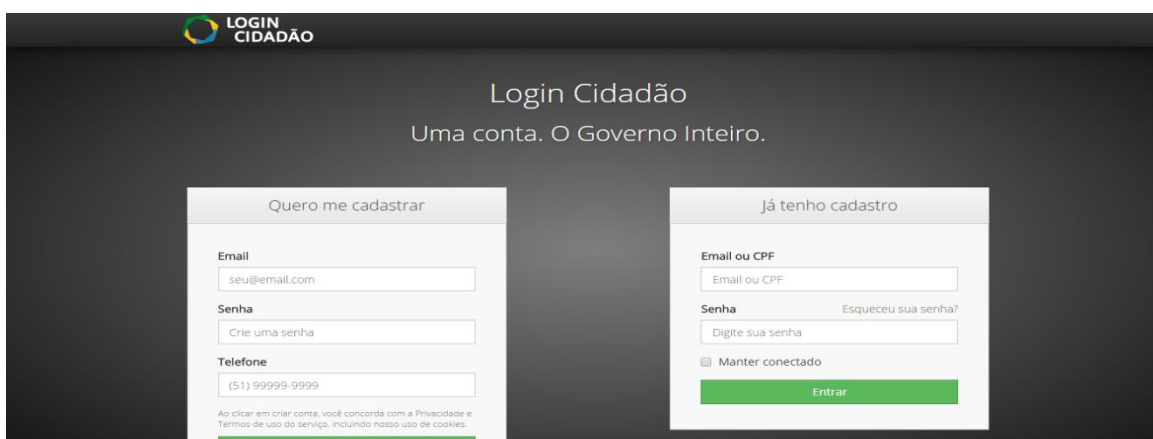 LOGIN
CIDADÃO
Login Cidadão
Uma conta. O Governo Inteiro.
Quero me cadastrar
Email
seu@email.com
Senha
Crie uma senha
Telefone
(51) 99999-9999
Ao clicar em criar conta, você concorda com a Privacidade e
Termos de uso do serviço, incluindo nosso uso de cookies.
Já tenho cadastro
Email ou CPF
Email ou CPF
Senha Esqueceu sua senha?
Digite sua senha
Manter conectado
Entrar